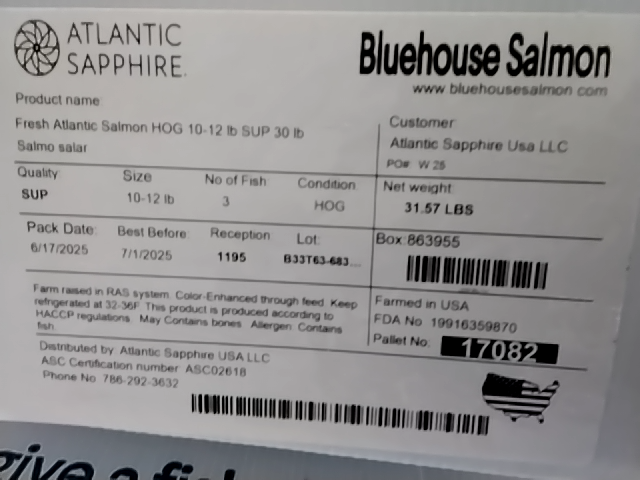 ATLANTIC
SAPPHIRE.
Bluehouse Salmon
www.bluehousesalmon.com
Product name
Fresh Atlantic Salmon HOG 10-12 lb SUP 30 lb
Salmo salar
Customer
Atlantic Sapphire Usa LLC
PO# W 25
Quality Size No of Fish Condition
SUP 10-12 lb 3 HOG
Net weight
31.57 LBS
Pack Date: Best Before: Reception Lot:
6/17/2025 7/1/2025 1195 B33T63-683...
Box 863955
Farm raised in RAS system. Color-Enhanced through feed. Keep
refrigerated at 32-36F. This product is produced according to
HACCP regulations. May Contains bones. Allergen: Contains
fish.
Farmed in USA
FDA No 19916359870
Pallet No: 17082
Distributed by: Atlantic Sapphire USA LLC
ASC Certification number ASC02618
Phone No 786-292-3632
give a